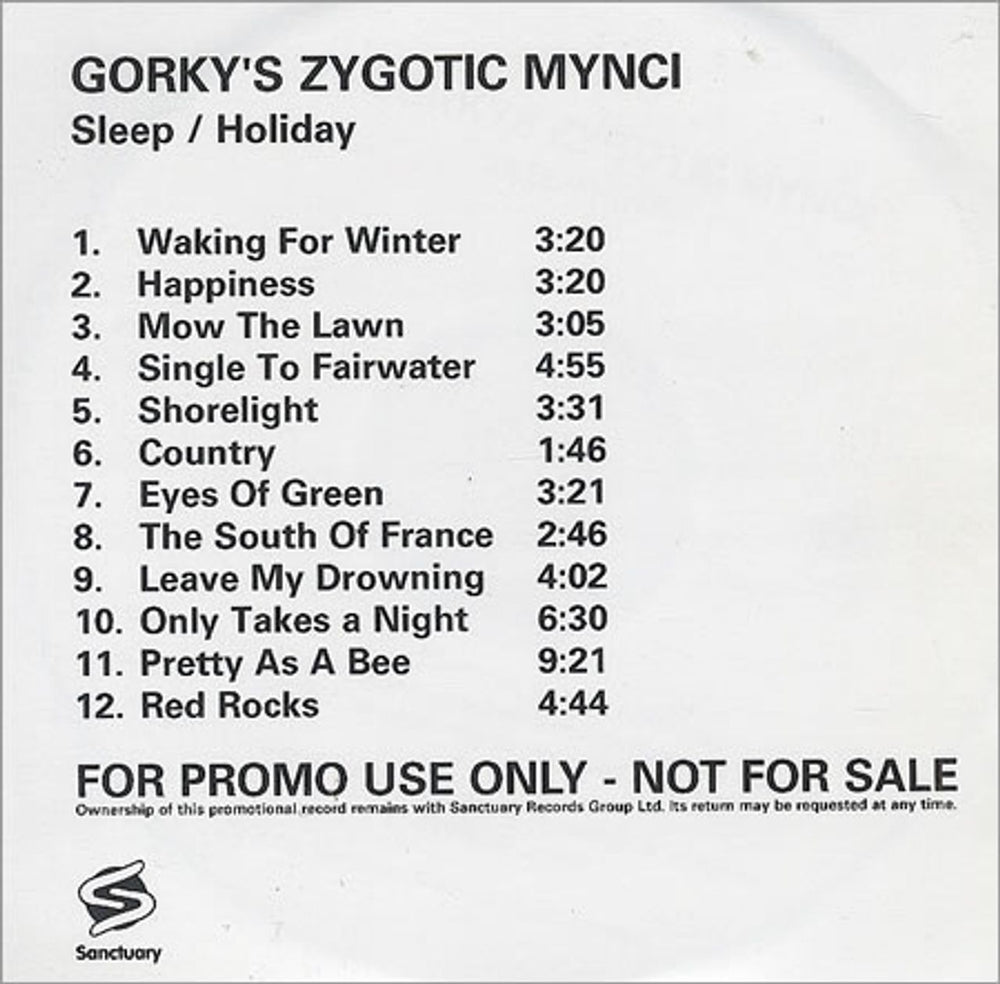 GORKY'S ZYGOTIC MYNCI
Sleep / Holiday
1. Waking For Winter 3:20
2. Happiness 3:20
3. Mow The Lawn 3:05
4. Single To Fairwater 4:55
5. Shorelight 3:31
6. Country 1:46
7. Eyes Of Green 3:21
8. The South Of France 2:46
9. Leave My Drowning 4:02
10. Only Takes a Night 6:30
11. Pretty As A Bee 9:21
12. Red Rocks 4:44
FOR PROMO USE ONLY - NOT FOR SALE
Ownership of this promotional record remains with Sanctuary Records Group Ltd. Its return may be requested at any time.
Sanctuary